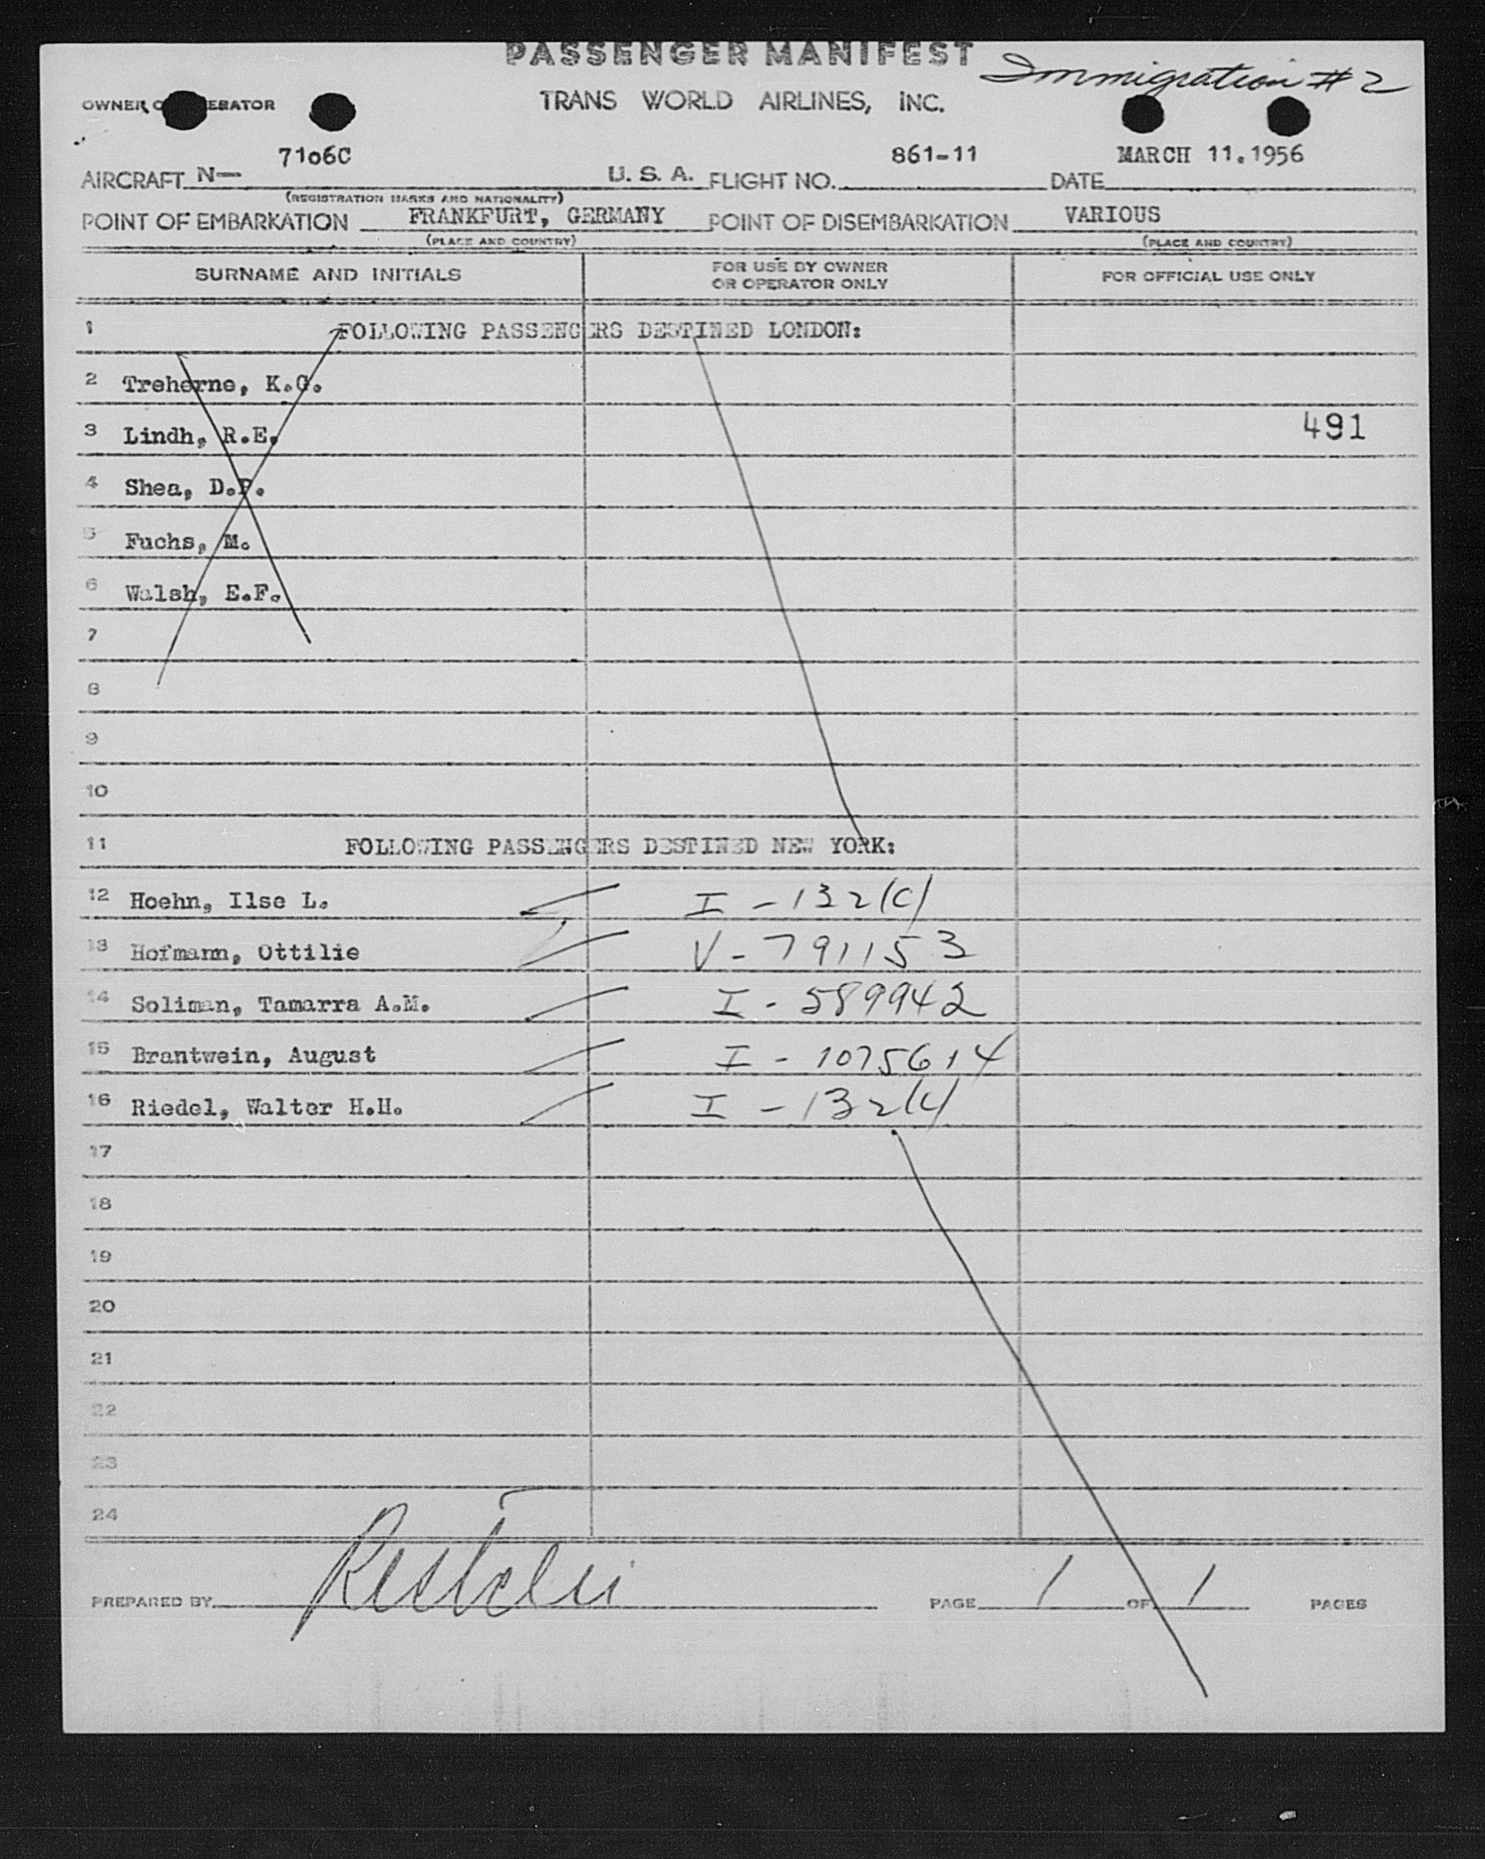 PASSENGER MANIFEST
Immigration # 2
OWNER O ERATOR
TRANS WORLD AIRLINES, INC.
AIRCRAFT N— 7106C U. S. A. FLIGHT NO. 861-11 DATE MARCH 11.1956
(REGISTRATION MARKS AND NATIONALITY)
POINT OF EMBARKATION FRANKFURT, GERMANY POINT OF DISEMBARKATION VARIOUS
(PLACE AND COUNTRY) (PLACE AND COUNTRY)
SURNAME AND INITIALS FOR USE BY OWNER OR OPERATOR ONLY FOR OFFICIAL USE ONLY
1 FOLLOWING PASSENGERS DESTINED LONDON:
2 Treherne, K.G.
3 Lindh, R.E. 491
4 Shea, D.P.
5 Fuchs, M.
6 Walsh, E.F.
7
8
9
10
11 FOLLOWING PASSENGERS DESTINED NEW YORK:
12 Hoehn, Ilse L. I - 132(C)
13 Hofmann, Ottilie V - 791153
14 Soliman, Tamarra A.M. I - 589942
15 Brantwein, August I - 1075614
16 Riedel, Walter H.H. I - 132(C)
17
18
19
20
21
22
23
24
PREPARED BY PAGE 1 OF 1 PAGES